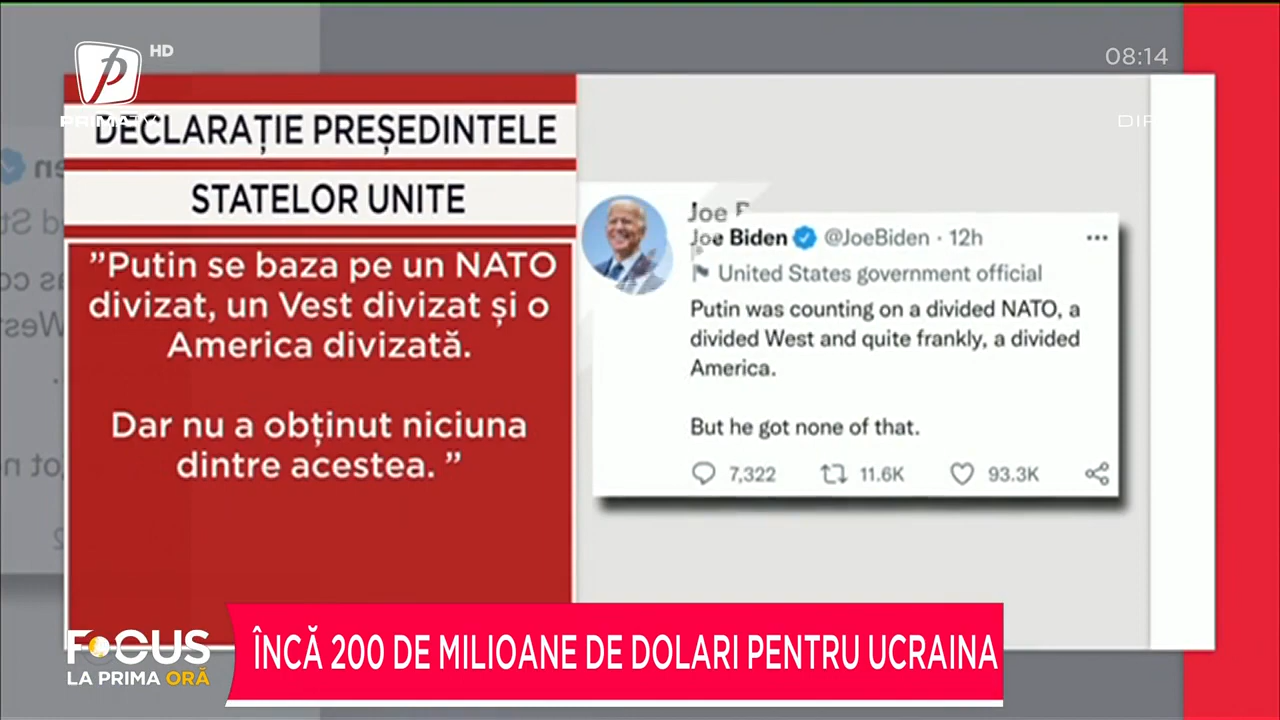 HD
08:14
PRIMA TV
DECLARAȚIE PREȘEDINTELE
STATELOR UNITE
”Putin se baza pe un NATO
divizat, un Vest divizat și o
America divizată.
Dar nu a obținut niciuna
dintre acestea. ”
Joe
Joe Biden @JoeBiden · 12h
United States government official
Putin was counting on a divided NATO, a
divided West and quite frankly, a divided
America.
But he got none of that.
7,322 11.6K 93.3K
FOCUS
LA PRIMA ORĂ
ÎNCĂ 200 DE MILIOANE DE DOLARI PENTRU UCRAINA